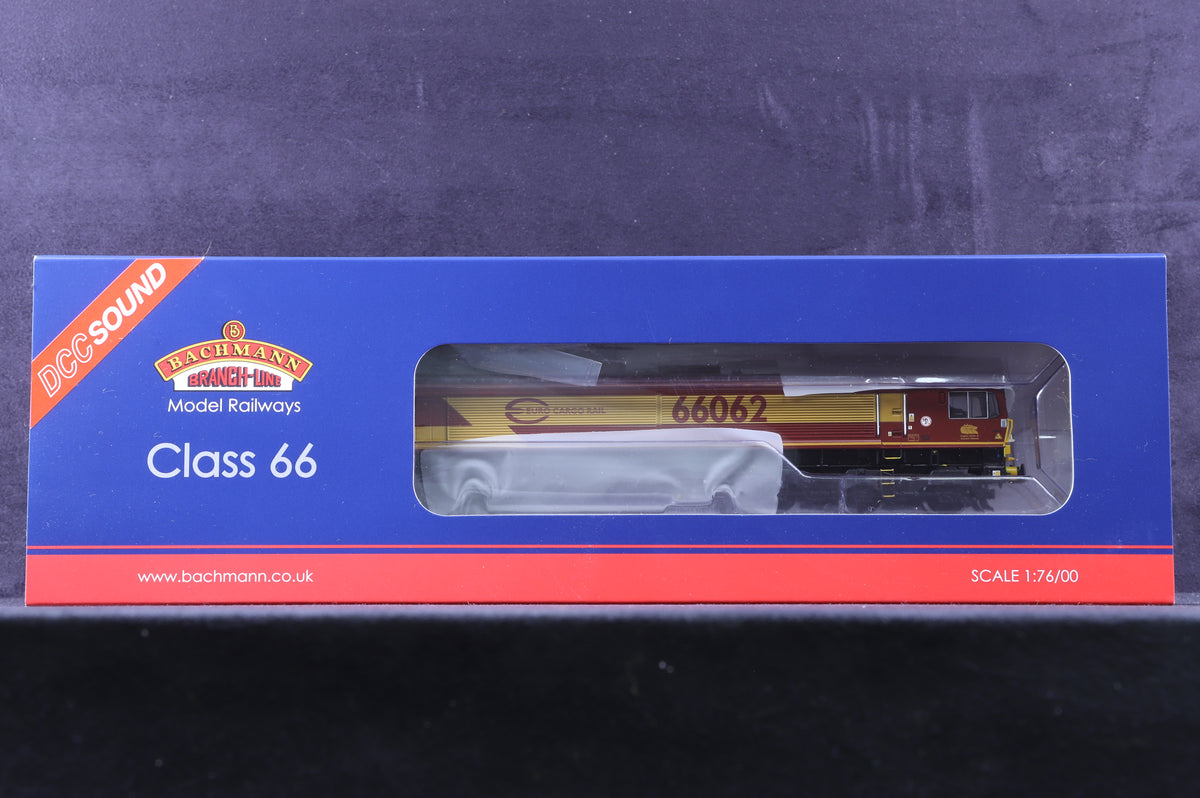 DCC SOUND
B
BACHMANN
BRANCH-LINE
Model Railways
Class 66
EURO CARGO RAIL
66062
www.bachmann.co.uk
SCALE 1:76/00